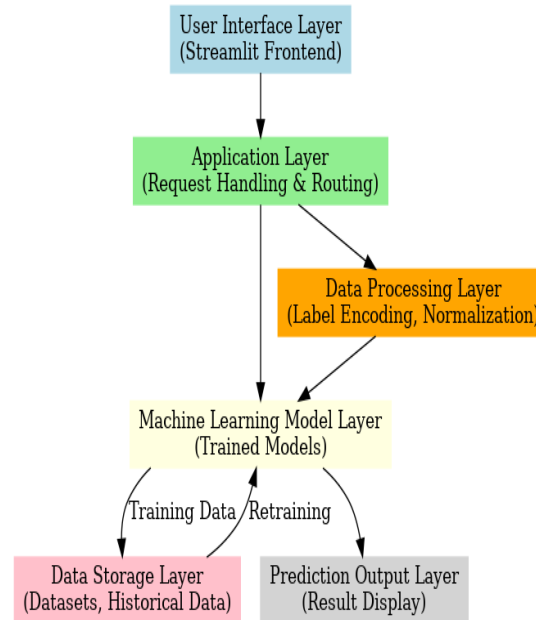 User Interface Layer
(Streamlit Frontend)
Application Layer
(Request Handling & Routing)
Data Processing Layer
(Label Encoding, Normalization)
Machine Learning Model Layer
(Trained Models)
Training Data
Retraining
Data Storage Layer
(Datasets, Historical Data)
Prediction Output Layer
(Result Display)